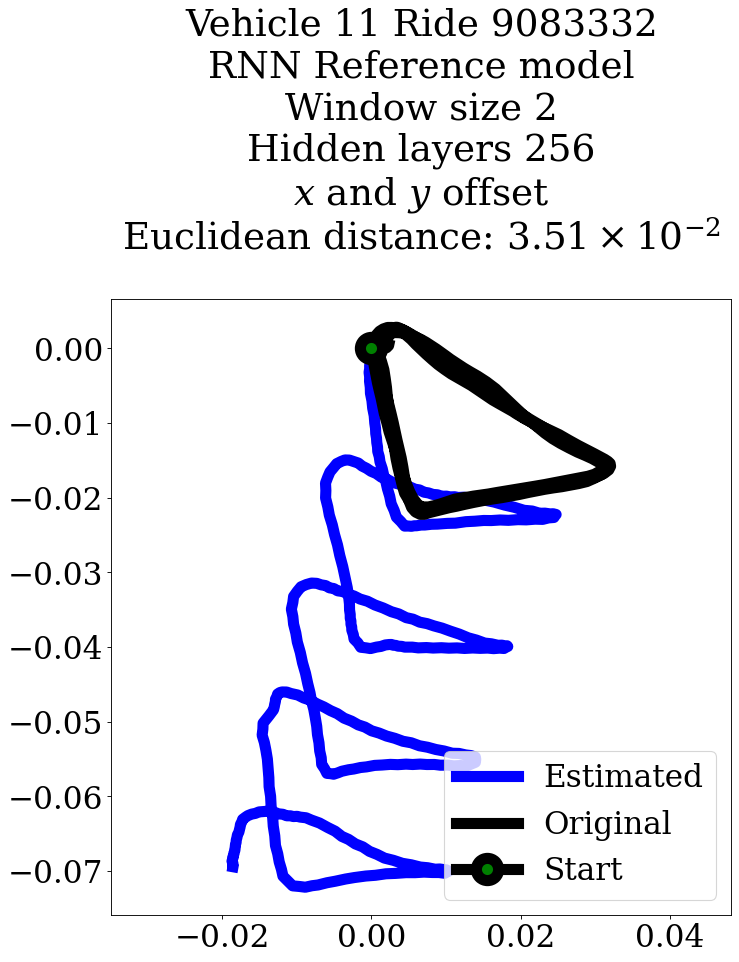 Vehicle 11 Ride 9083332
RNN Reference model
Window size 2
Hidden layers 256
x and y offset
Euclidean distance: 3.51 × 10⁻²
0.00
−0.01
−0.02
−0.03
−0.04
−0.05
−0.06
−0.07
Estimated
Original
Start
−0.02 0.00 0.02 0.04